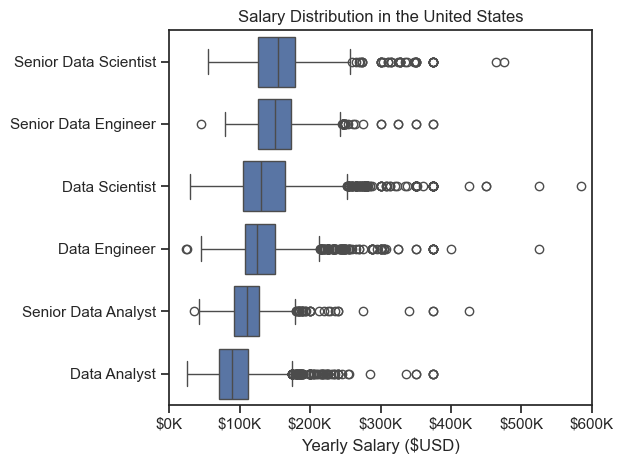 Salary Distribution in the United States
Senior Data Scientist
Senior Data Engineer
Data Scientist
Data Engineer
Senior Data Analyst
Data Analyst
$0K $100K $200K $300K $400K $500K $600K
Yearly Salary ($USD)